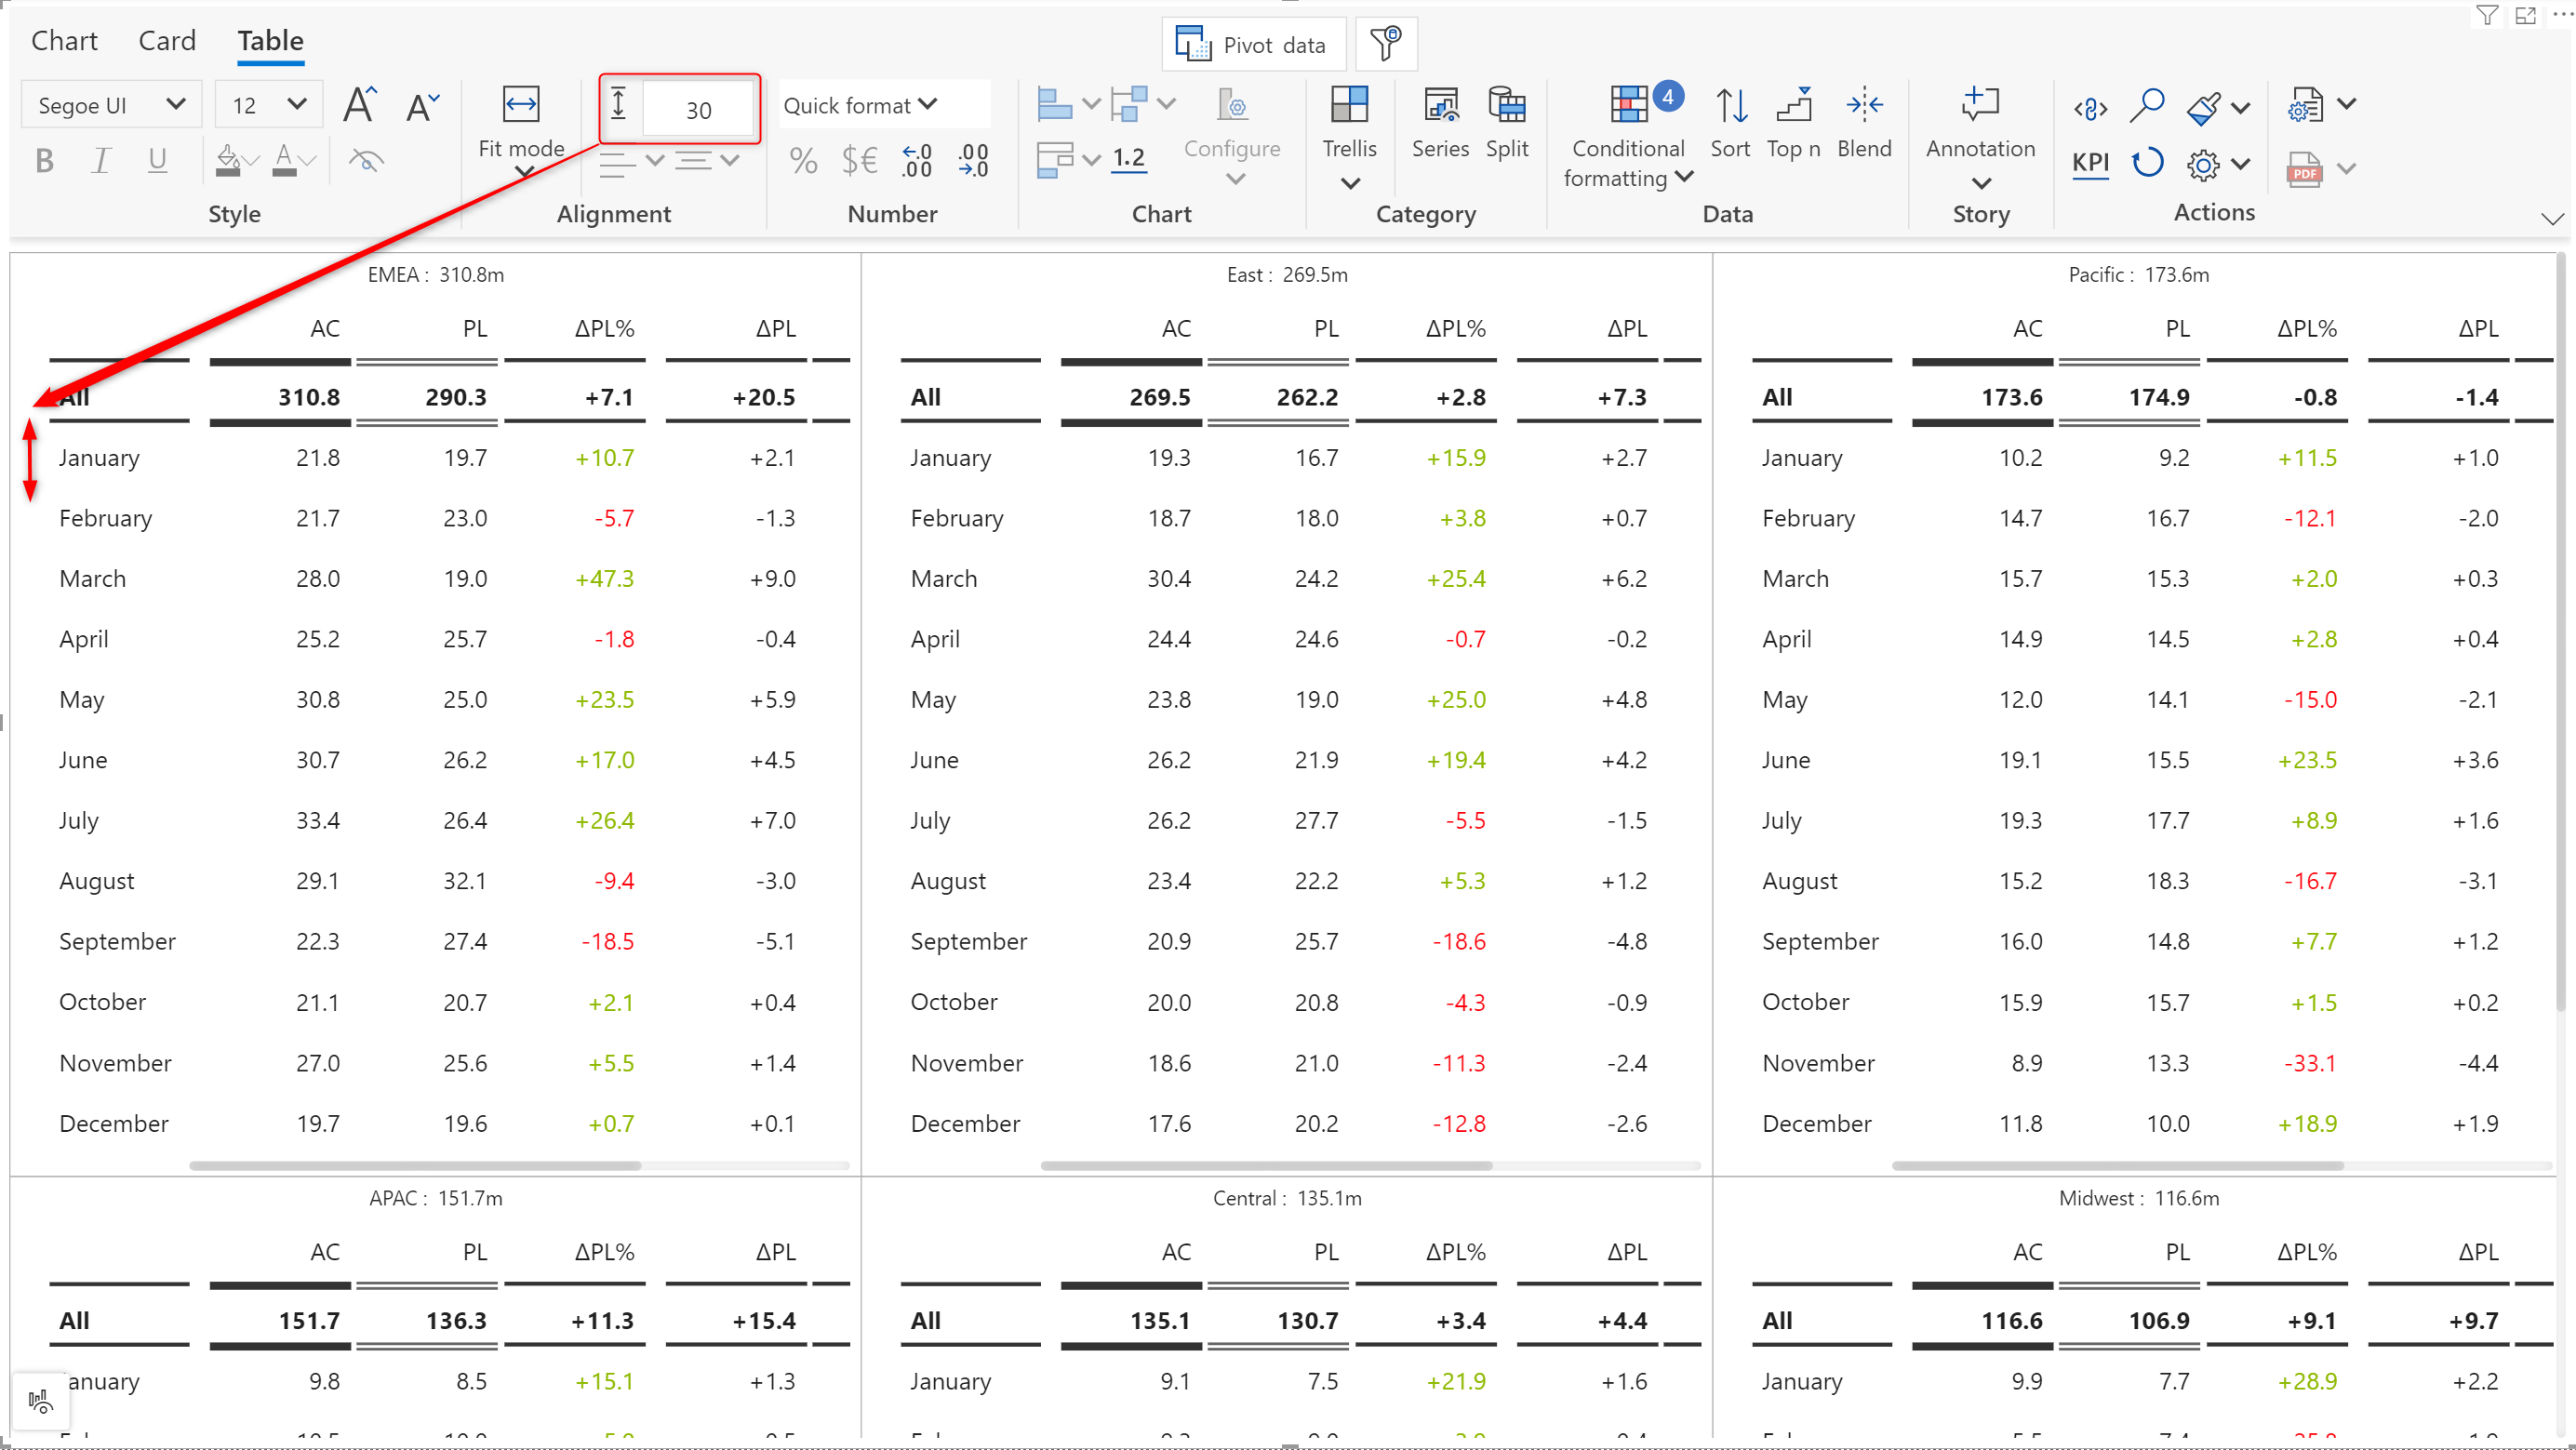 Chart Card Table
Pivot data
Segoe UI 12
30
Quick format
4
Fit mode
B I U A
% $€ .0 .00 .00 .0
1.2
Configure
Trellis
Series Split
Conditional formatting
Sort Top n Blend
Annotation
KPI
PDF
Style Alignment Number Chart Category Data Story Actions
EMEA : 310.8m
AC PL ΔPL% ΔPL
All 310.8 290.3 +7.1 +20.5
January 21.8 19.7 +10.7 +2.1
February 21.7 23.0 -5.7 -1.3
March 28.0 19.0 +47.3 +9.0
April 25.2 25.7 -1.8 -0.4
May 30.8 25.0 +23.5 +5.9
June 30.7 26.2 +17.0 +4.5
July 33.4 26.4 +26.4 +7.0
August 29.1 32.1 -9.4 -3.0
September 22.3 27.4 -18.5 -5.1
October 21.1 20.7 +2.1 +0.4
November 27.0 25.6 +5.5 +1.4
December 19.7 19.6 +0.7 +0.1
East : 269.5m
AC PL ΔPL% ΔPL
All 269.5 262.2 +2.8 +7.3
January 19.3 16.7 +15.9 +2.7
February 18.7 18.0 +3.8 +0.7
March 30.4 24.2 +25.4 +6.2
April 24.4 24.6 -0.7 -0.2
May 23.8 19.0 +25.0 +4.8
June 26.2 21.9 +19.4 +4.2
July 26.2 27.7 -5.5 -1.5
August 23.4 22.2 +5.3 +1.2
September 20.9 25.7 -18.6 -4.8
October 20.0 20.8 -4.3 -0.9
November 18.6 21.0 -11.3 -2.4
December 17.6 20.2 -12.8 -2.6
Pacific : 173.6m
AC PL ΔPL% ΔPL
All 173.6 174.9 -0.8 -1.4
January 10.2 9.2 +11.5 +1.0
February 14.7 16.7 -12.1 -2.0
March 15.7 15.3 +2.0 +0.3
April 14.9 14.5 +2.8 +0.4
May 12.0 14.1 -15.0 -2.1
June 19.1 15.5 +23.5 +3.6
July 19.3 17.7 +8.9 +1.6
August 15.2 18.3 -16.7 -3.1
September 16.0 14.8 +7.7 +1.2
October 15.9 15.7 +1.5 +0.2
November 8.9 13.3 -33.1 -4.4
December 11.8 10.0 +18.9 +1.9
APAC : 151.7m
AC PL ΔPL% ΔPL
All 151.7 136.3 +11.3 +15.4
anuary 9.8 8.5 +15.1 +1.3
Central : 135.1m
AC PL ΔPL% ΔPL
All 135.1 130.7 +3.4 +4.4
January 9.1 7.5 +21.9 +1.6
Midwest : 116.6m
AC PL ΔPL% ΔPL
All 116.6 106.9 +9.1 +9.7
January 9.9 7.7 +28.9 +2.2